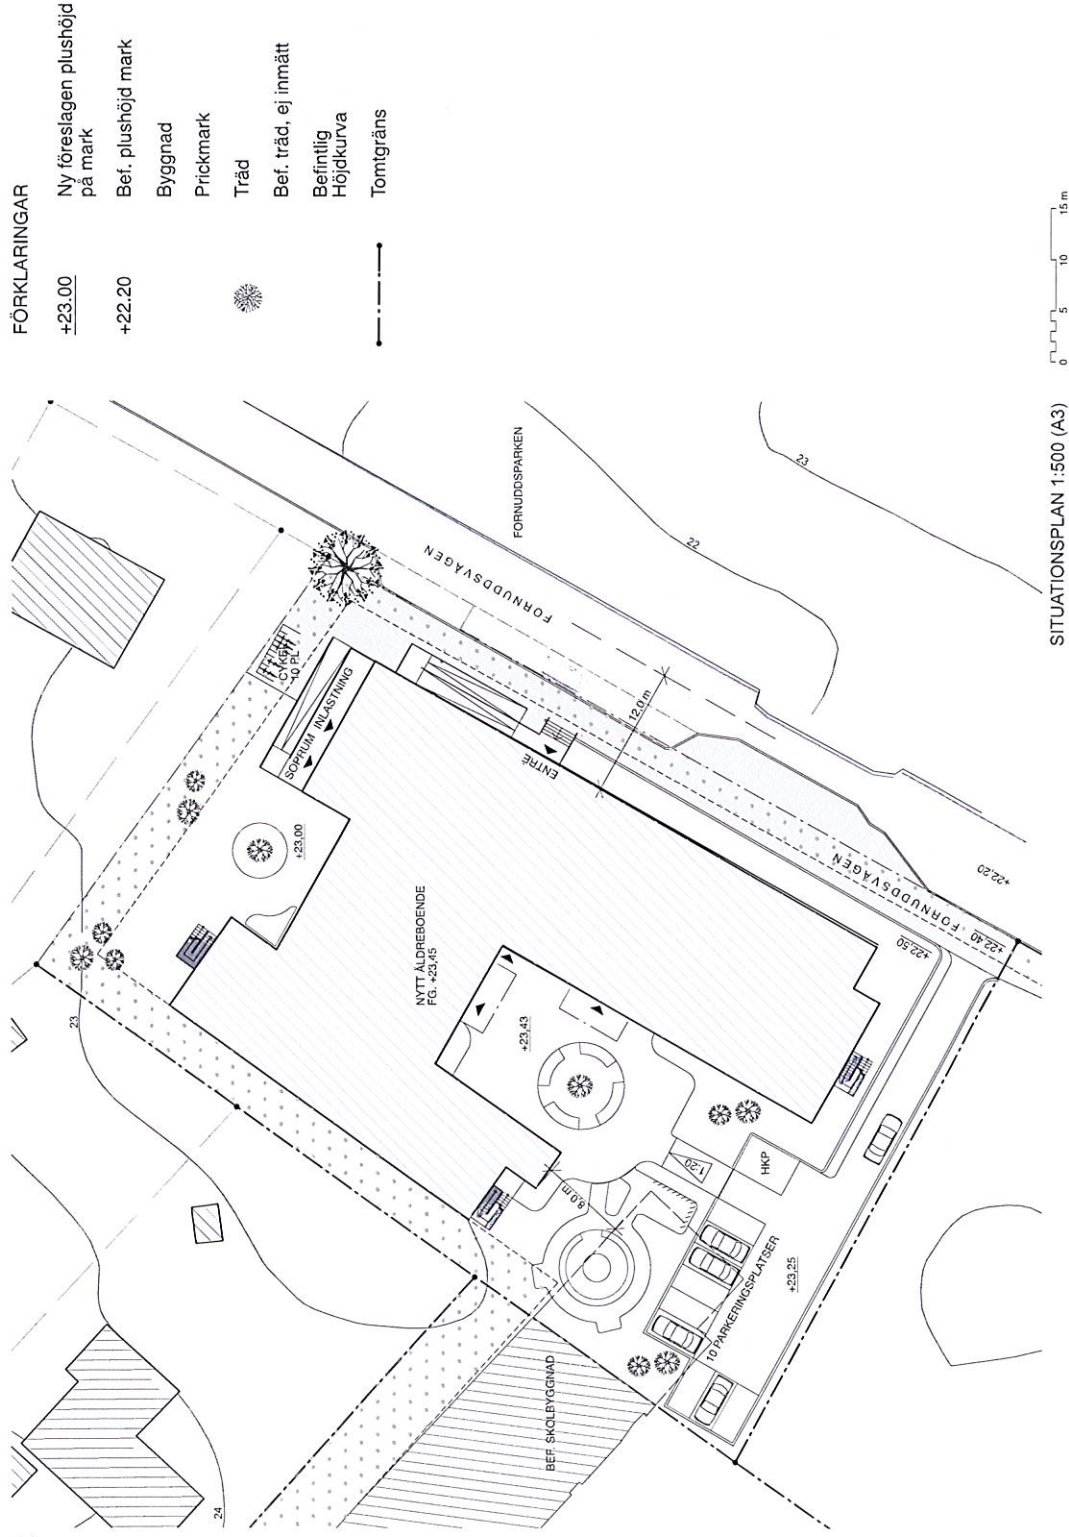 FÖRKLARINGAR
+23.00
Ny föreslagen plushöjd
på mark
+22.20
Bef. plushöjd mark
Byggnad
Prickmark
Träd
Bef. träd, ej inmätt
Befintlig
Höjdkurva
Tomtgräns
FORNUDDSPARKEN
FORNUDDSVÄGEN
23
22
12,0 m
CYKEL
10 PL
SOPRUM
INLASTNING
ENTRÉ
+23,00
NYTT ÄLDREBOENDE
FG. +23,45
+23,43
FORNUDDSVÄGEN
+22,20
+22,40
+22,50
23
8,0 m
1:20
HKP
10 PARKERINGSPLATSER
+23,25
BEF. SKOLBYGGNAD
24
SITUATIONSPLAN 1:500 (A3)
0
5
10
15 m